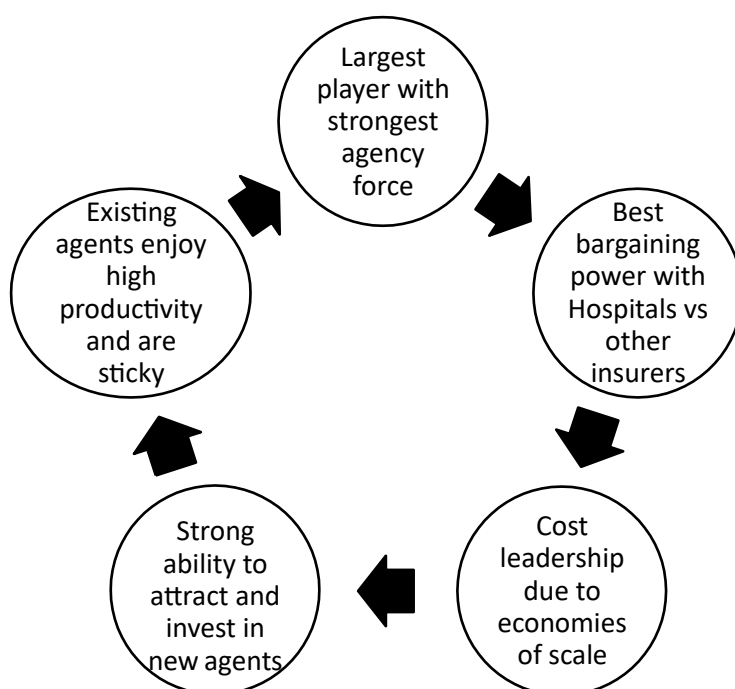 Largest
player with
strongest
agency
force
Best
bargaining
power with
Hospitals vs
other
insurers
Cost
leadership
due to
economies
of scale
Strong
ability to
attract and
invest in
new agents
Existing
agents enjoy
high
productivity
and are
sticky